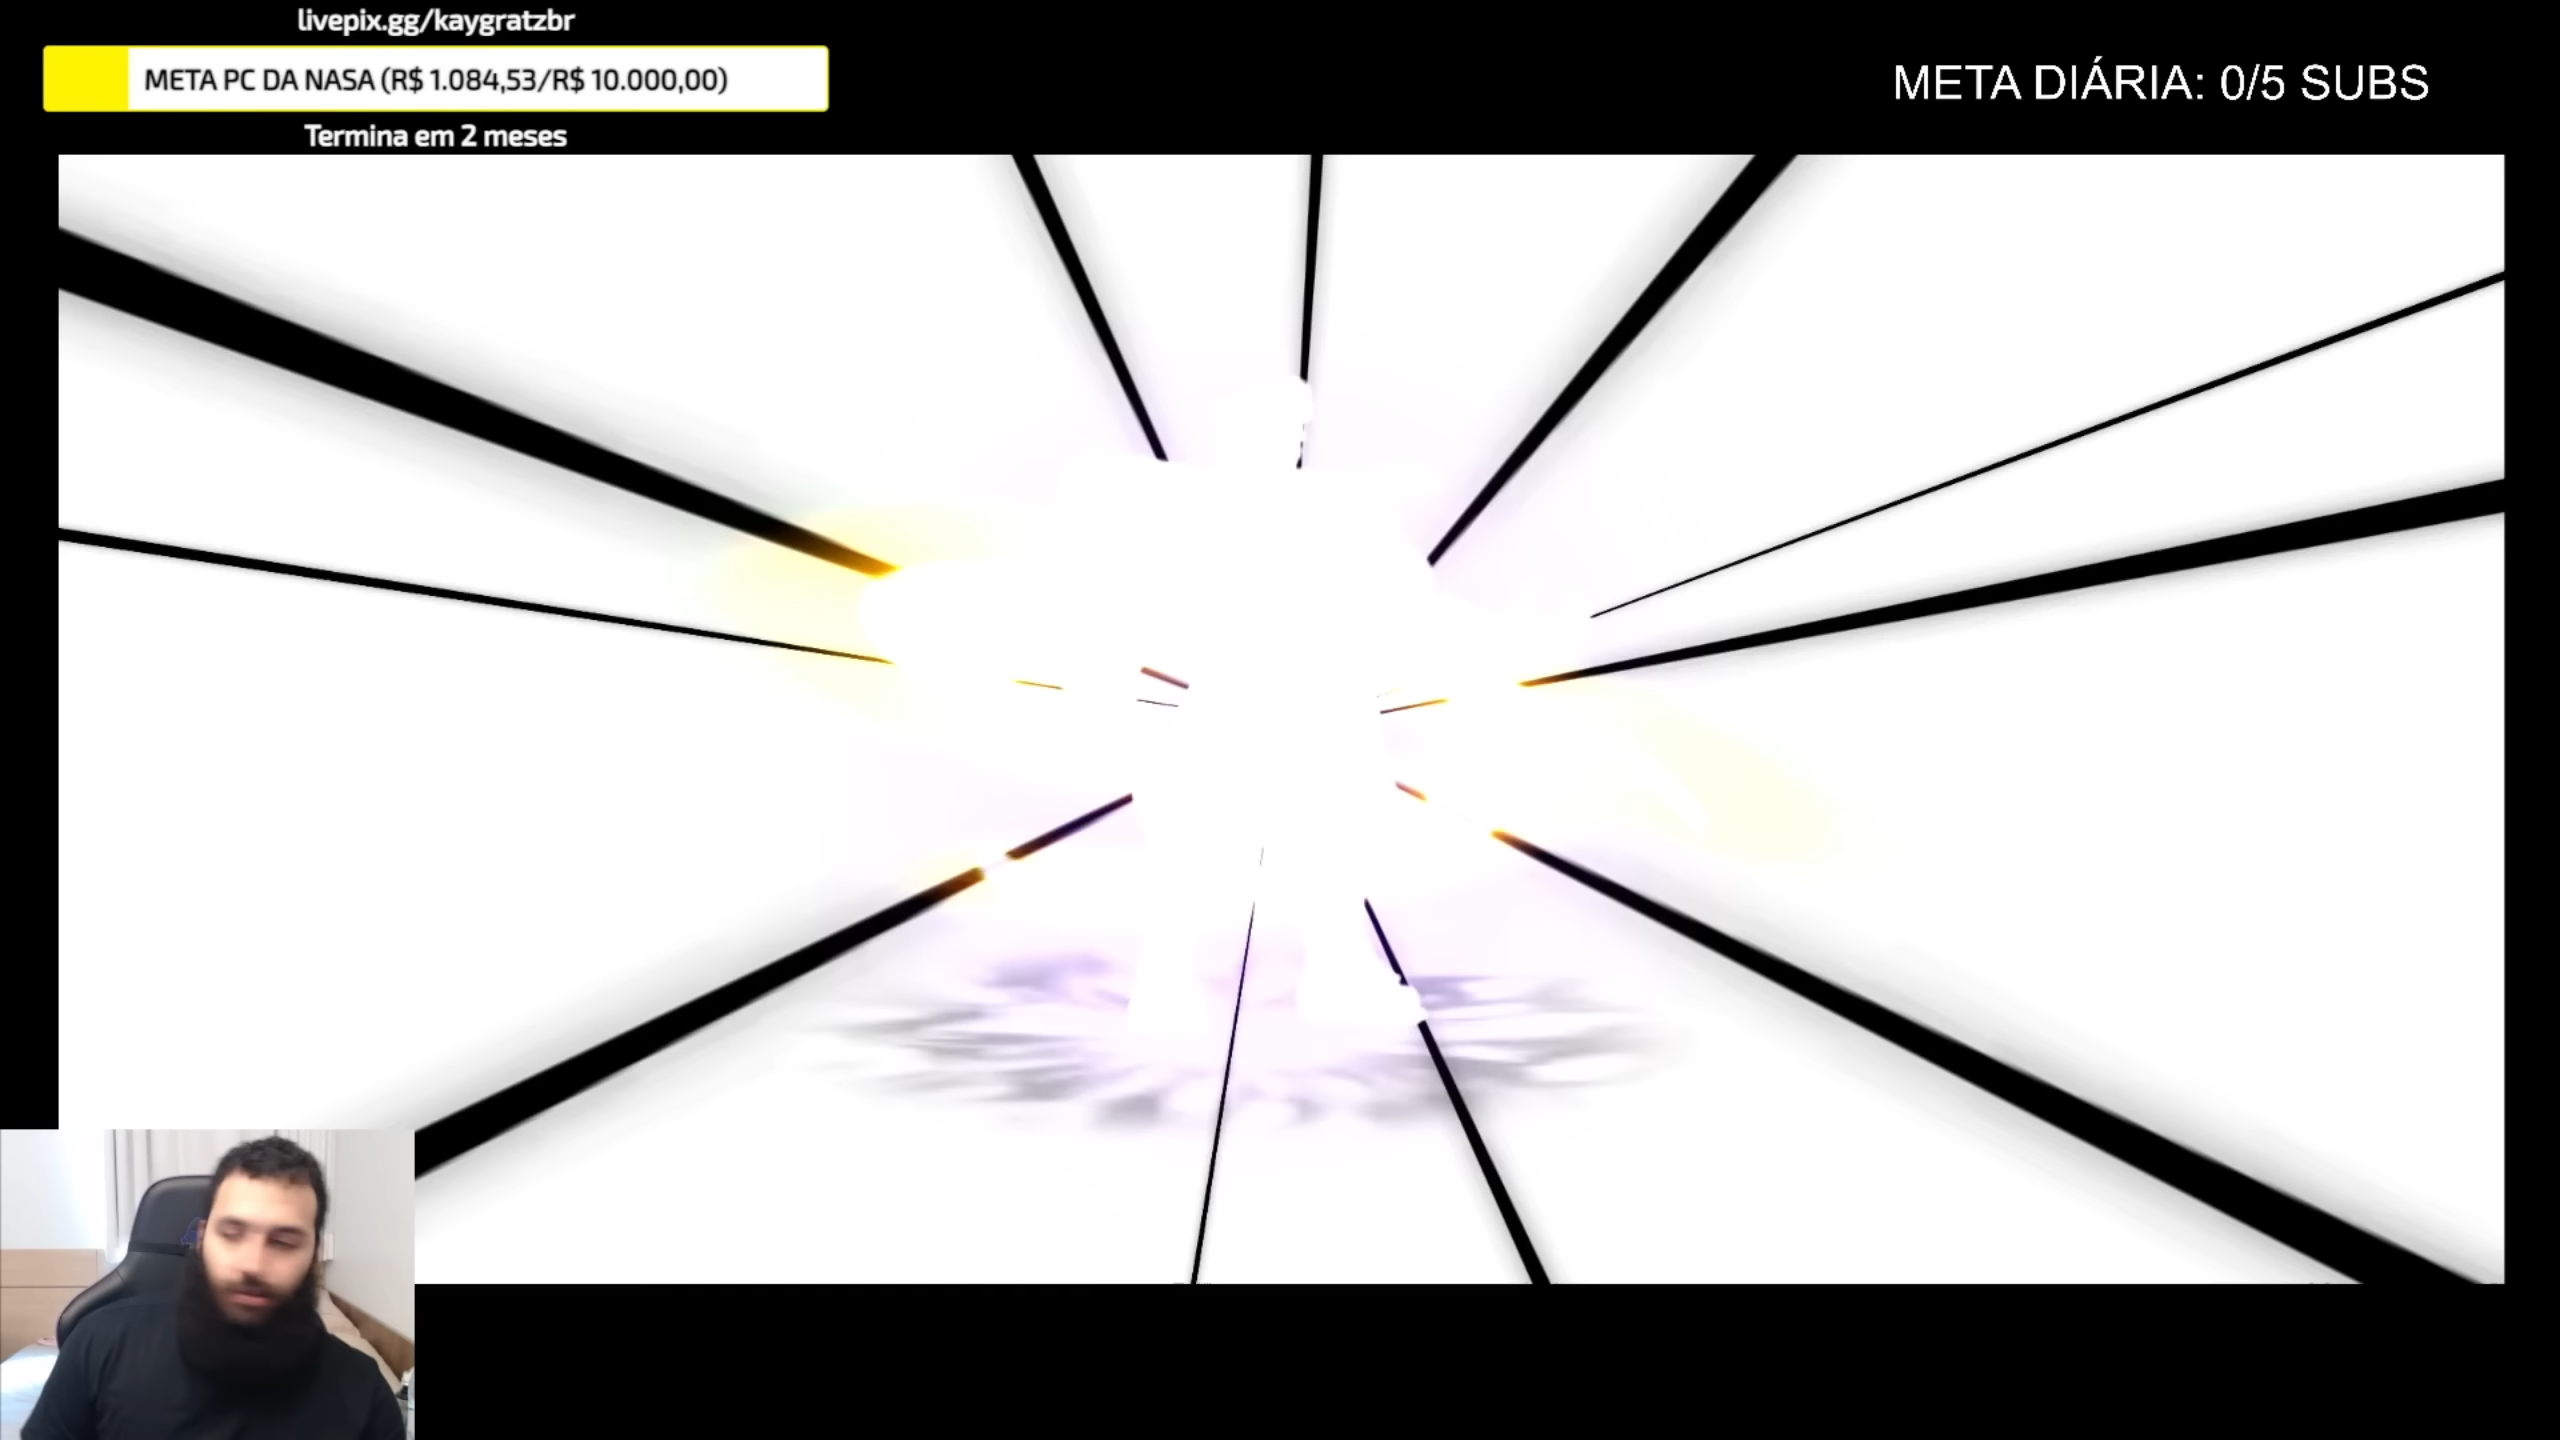 livepix.gg/kaygratzbr
META PC DA NASA (R$ 1.084,53/R$ 10.000,00)
Termina em 2 meses
META DIÁRIA: 0/5 SUBS